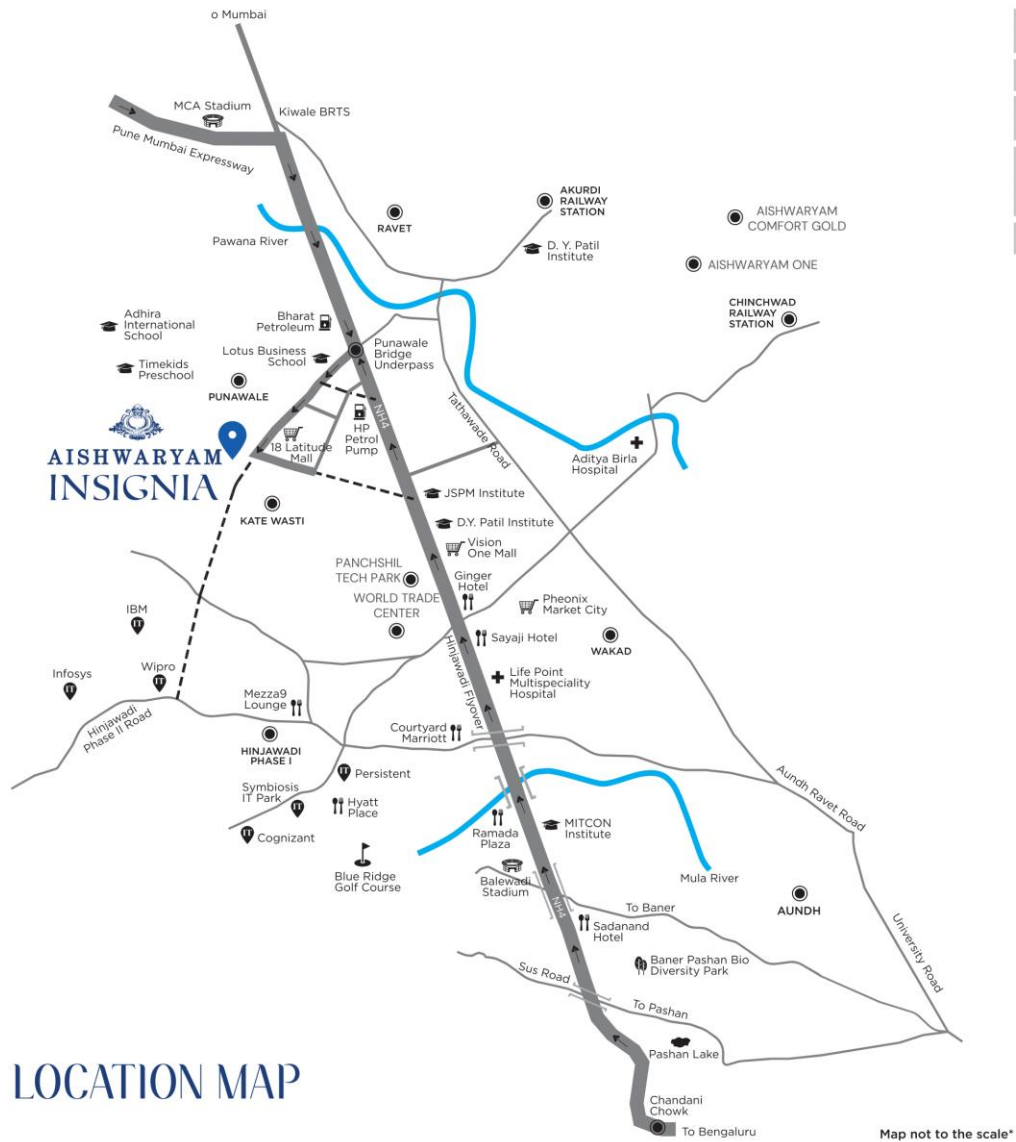 o Mumbai
MCA Stadium
Kiwale BRTS
Pune Mumbai Expressway
AKURDI
RAILWAY
STATION
RAVET
AISHWARYAM
COMFORT GOLD
Pawana River
D. Y. Patil
Institute
AISHWARYAM ONE
CHINCHWAD
RAILWAY
STATION
Adhira
International
School
Bharat
Petroleum
Lotus Business
School
Punawale
Bridge
Underpass
Timekids
Preschool
PUNAWALE
NH4
Tathawade Road
HP
Petrol
Pump
18 Latitude
Mall
AISHWARYAM
INSIGNIA
Aditya Birla
Hospital
JSPM Institute
KATE WASTI
D.Y. Patil Institute
Vision
One Mall
PANCHSHIL
TECH PARK
Ginger
Hotel
WORLD TRADE
CENTER
Pheonix
Market City
IBM
Sayaji Hotel
WAKAD
Hinjawadi Flyover
Infosys
Wipro
Life Point
Multispeciality
Hospital
Mezza9
Lounge
Hinjawadi
Phase II Road
Courtyard
Marriott
HINJAWADI
PHASE I
Persistent
Symbiosis
IT Park
Hyatt
Place
Aundh Ravet Road
Cognizant
Ramada
Plaza
MITCON
Institute
Blue Ridge
Golf Course
Balewadi
Stadium
Mula River
NH4
To Baner
AUNDH
Sadanand
Hotel
University Road
Baner Pashan Bio
Diversity Park
Sus Road
To Pashan
Pashan Lake
LOCATION MAP
Chandani
Chowk
To Bengaluru
Map not to the scale*
IT
IT
IT
IT
IT
IT